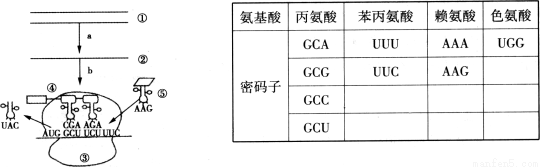 ①
a
②
b
④
⑤
CGA AGA
AAG
UAC
AUG GCU UCU UUC
③
氨基酸 丙氨酸 苯丙氨酸 赖氨酸 色氨酸
密码子 GCA UUU AAA UGG
GCG UUC AAG
GCC
GCU